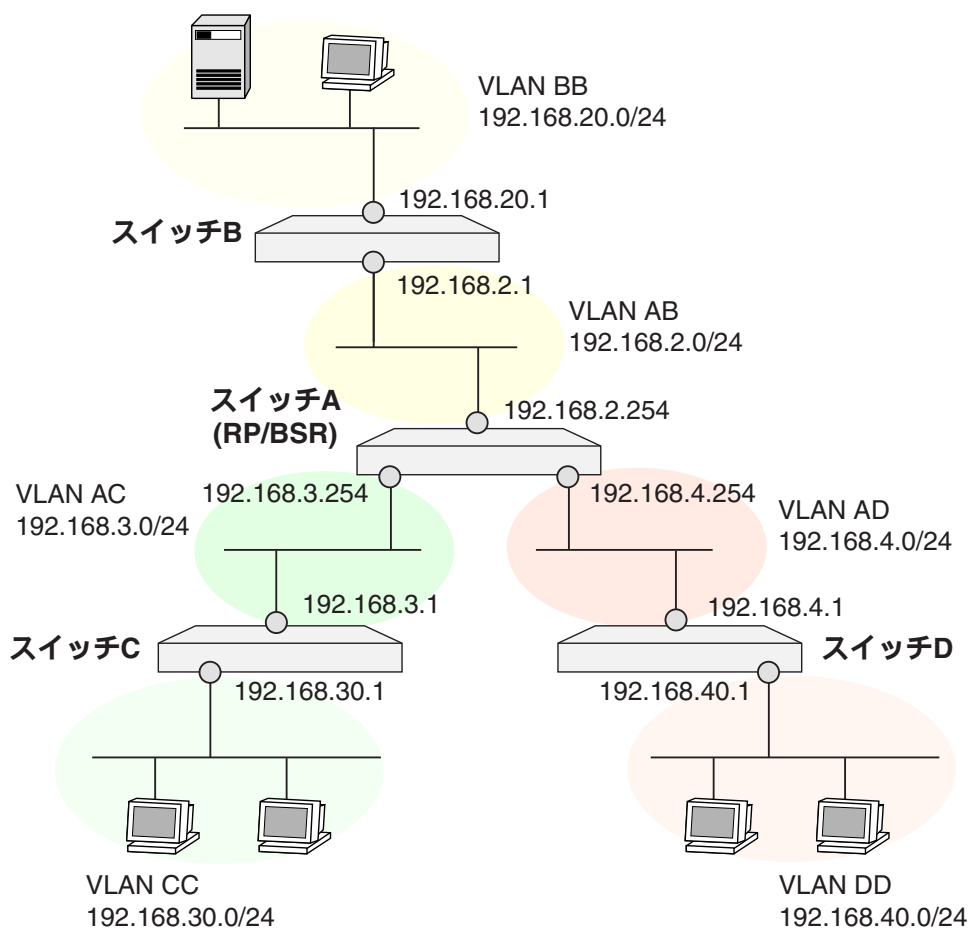 VLAN BB
192.168.20.0/24
192.168.20.1
スイッチB
192.168.2.1
VLAN AB
192.168.2.0/24
スイッチA
(RP/BSR)
192.168.2.254
VLAN AC
192.168.3.0/24
192.168.3.254
192.168.4.254
VLAN AD
192.168.4.0/24
192.168.3.1
192.168.4.1
スイッチC
スイッチD
192.168.30.1
192.168.40.1
VLAN CC
192.168.30.0/24
VLAN DD
192.168.40.0/24